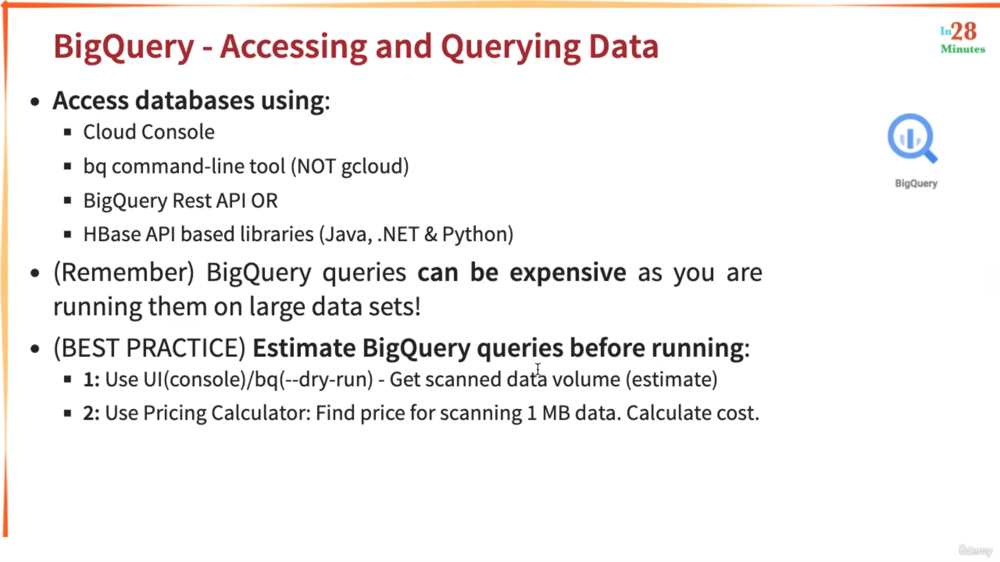 BigQuery - Accessing and Querying Data
In28
Minutes
• Access databases using:
▪ Cloud Console
▪ bq command-line tool (NOT gcloud)
▪ BigQuery Rest API OR
▪ HBase API based libraries (Java, .NET & Python)
BigQuery
• (Remember) BigQuery queries can be expensive as you are
running them on large data sets!
• (BEST PRACTICE) Estimate BigQuery queries before running:
▪ 1: Use UI(console)/bq(--dry-run) - Get scanned data volume (estimate)
▪ 2: Use Pricing Calculator: Find price for scanning 1 MB data. Calculate cost.
ûdemy